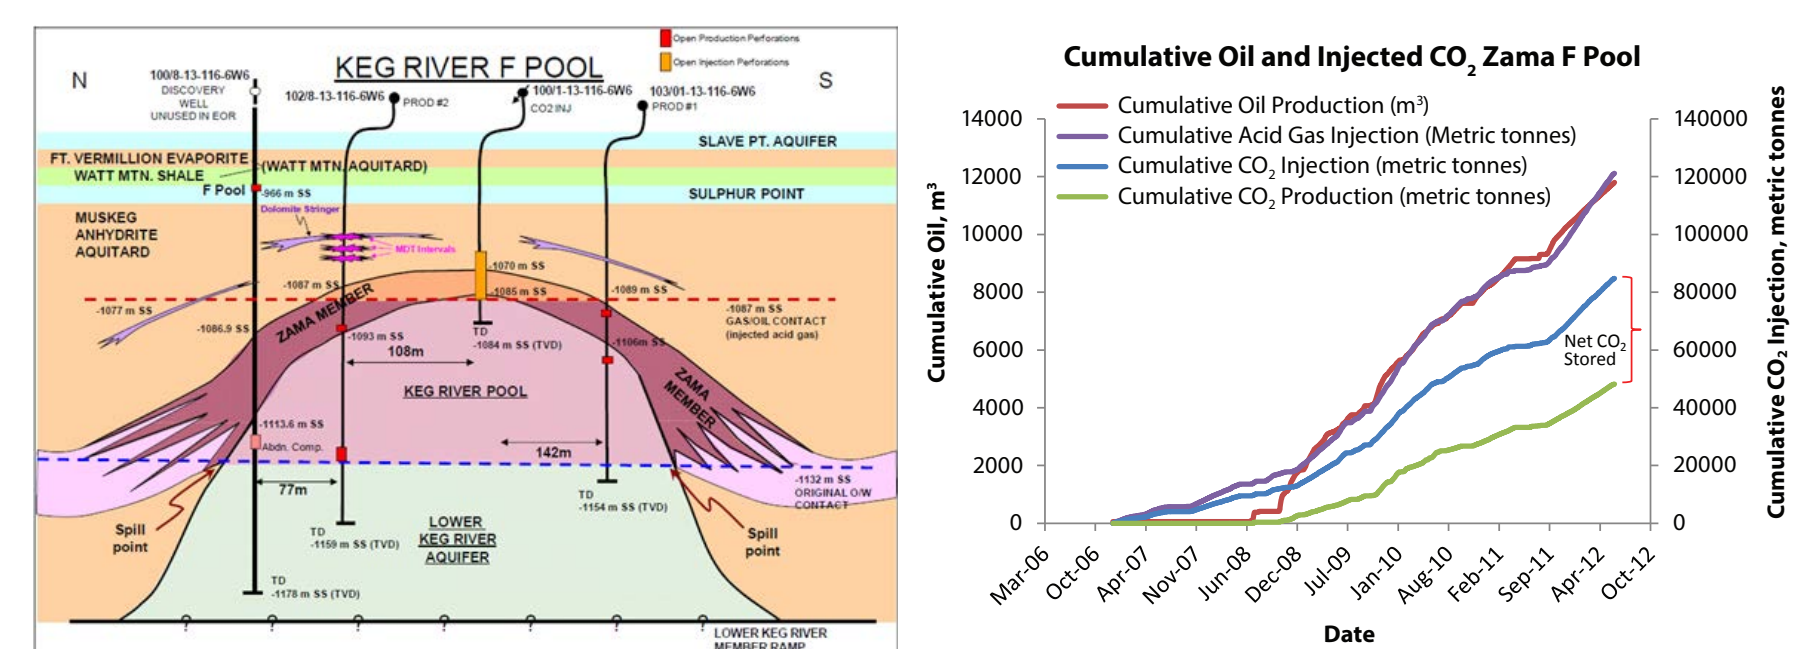 Open Production Perforations
Open Injection Perforations
KEG RIVER F POOL
N
S
100/8-13-116-6W6
DISCOVERY
WELL
UNUSED IN EOR
102/8-13-116-6W6
PROD #2
100/1-13-116-6W6
CO2 INJ
103/01-13-116-6W6
PROD #1
SLAVE PT. AQUIFER
FT. VERMILLION EVAPORITE
(WATT MTN. AQUITARD)
WATT MTN. SHALE
F Pool
-966 m SS
SULPHUR POINT
MUSKEG
ANHYDRITE
AQUITARD
Dolomite Stringer
MDT Intervals
-1070 m SS
-1087 m SS
-1085 m SS
-1089 m SS
-1077 m SS
-1086.9 SS
ZAMA MEMBER
-1087 m SS
GAS/OIL CONTACT
(injected acid gas)
-1093 m SS
TD
-1084 m SS (TVD)
-1106m SS
108m
KEG RIVER POOL
ZAMA
MEMBER
-1113.6 m SS
Abdn. Comp.
142m
77m
-1132 m SS
ORIGINAL O/W
CONTACT
TD
-1154 m SS (TVD)
Spill
point
TD
-1159 m SS (TVD)
LOWER
KEG RIVER
AQUIFER
Spill
point
TD
-1178 m SS (TVD)
? ? ? ? ? ? ?
LOWER KEG RIVER
MEMBER RAMP
Cumulative Oil and Injected CO2 Zama F Pool
Cumulative Oil Production (m³)
Cumulative Acid Gas Injection (Metric tonnes)
Cumulative CO2 Injection (metric tonnes)
Cumulative CO2 Production (metric tonnes)
Cumulative Oil, m³
14000
12000
10000
8000
6000
4000
2000
0
140000
120000
100000
80000
60000
40000
20000
0
Cumulative CO2 Injection, metric tonnes
Net CO2
Stored
Mar-06
Oct-06
Apr-07
Nov-07
Jun-08
Dec-08
Jul-09
Jan-10
Aug-10
Feb-11
Sep-11
Apr-12
Oct-12
Date